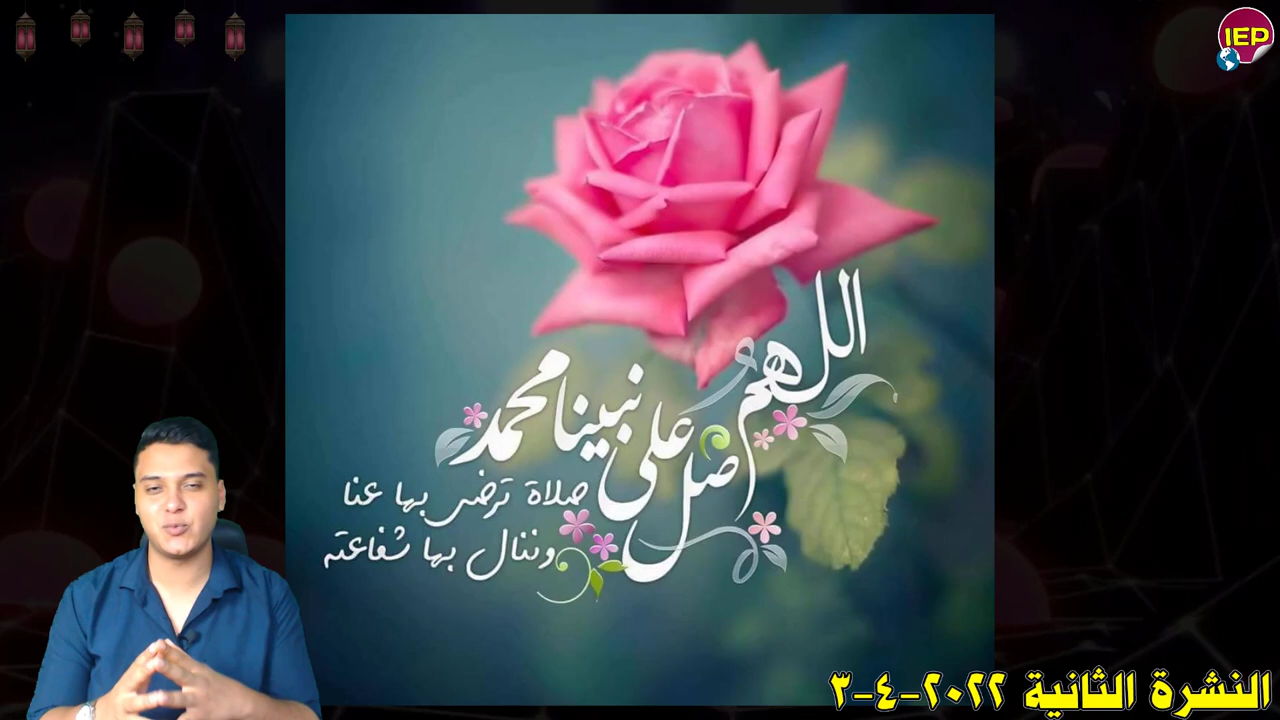 IEP
اللهم
صل على نبينا محمد
صلاة ترضى بها عنا
وننال بها شفاعته
النشرة الثانية ٢٠٢٢-٤-٣